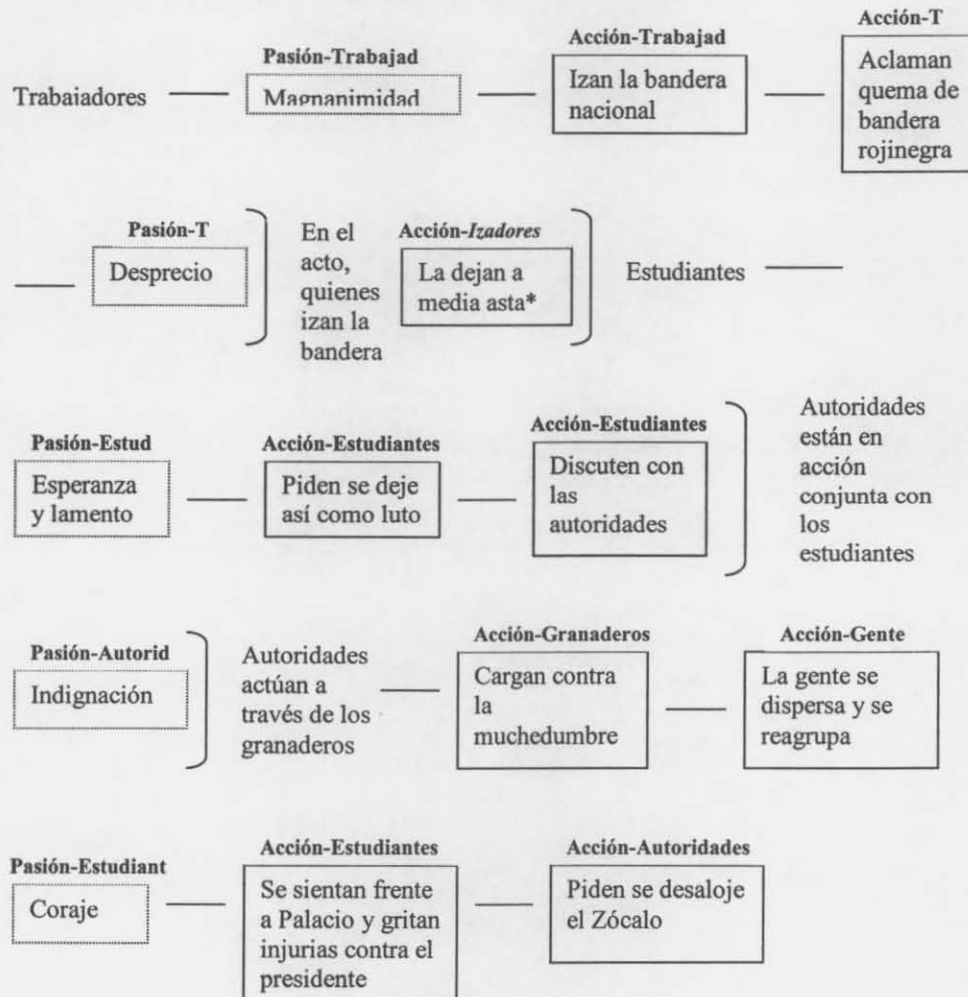 Trabajadores
Pasión-Trabajad
Magnanimidad
Acción-Trabajad
Izan la bandera
nacional
Acción-T
Aclaman
quema de
bandera
rojinegra
Pasión-T
Desprecio
En el
acto,
quienes
izan la
bandera
Acción-Izadores
La dejan a
media asta*
Estudiantes
Pasión-Estud
Esperanza
y lamento
Acción-Estudiantes
Piden se deje
así como luto
Acción-Estudiantes
Discuten con
las
autoridades
Autoridades
están en
acción
conjunta con
los
estudiantes
Pasión-Autorid
Indignación
Autoridades
actúan a
través de los
granaderos
Acción-Granaderos
Cargan contra
la
muchedumbre
Acción-Gente
La gente se
dispersa y se
reagrupa
Pasión-Estudiant
Coraje
Acción-Estudiantes
Se sientan frente
a Palacio y gritan
injurias contra el
presidente
Acción-Autoridades
Piden se desaloje
el Zócalo